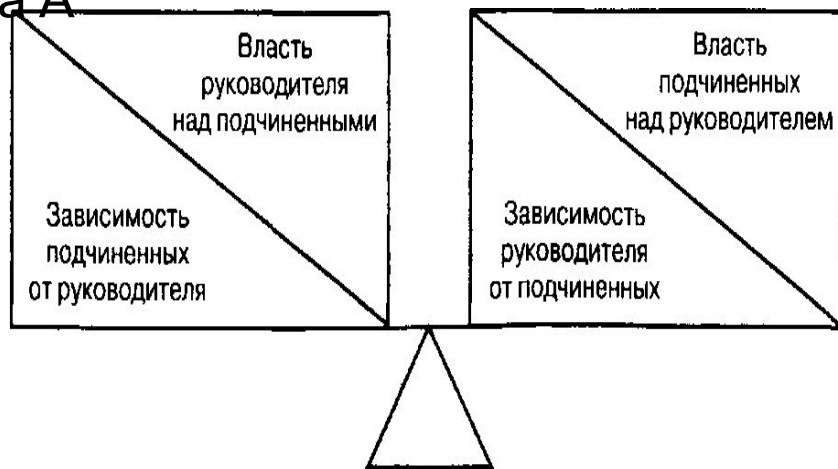 а А
Власть
руководителя
над подчиненными
Зависимость
подчиненных
от руководителя
Власть
подчиненных
над руководителем
Зависимость
руководителя
от подчиненных